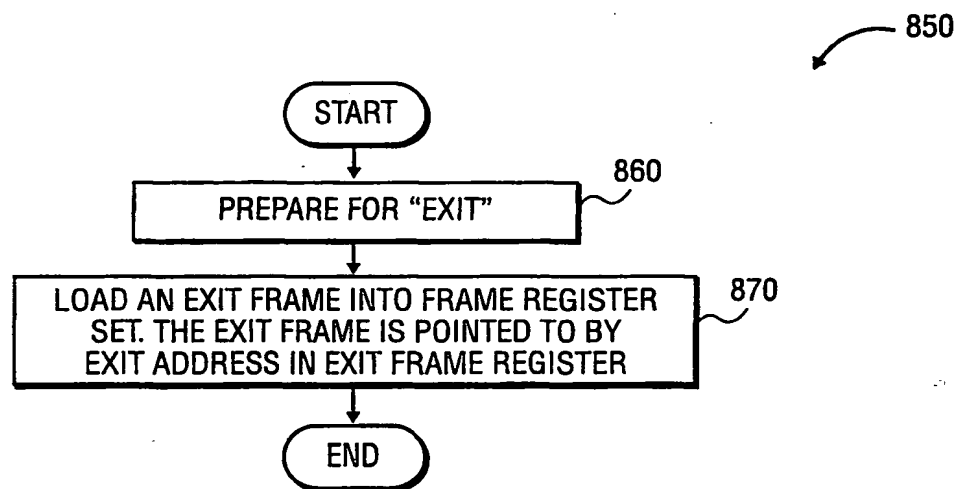 850
START
860
PREPARE FOR “EXIT”
LOAD AN EXIT FRAME INTO FRAME REGISTER
870
SET. THE EXIT FRAME IS POINTED TO BY
EXIT ADDRESS IN EXIT FRAME REGISTER
END